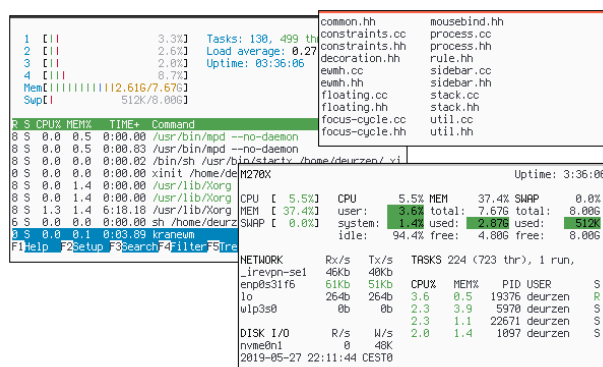 1 [|| 3.3%] Tasks: 130, 499 thr
2 [|| 2.6%] Load average: 0.27
3 [|| 2.0%] Uptime: 03:36:06
4 [||| 8.7%]
Mem[|||||||||||2.61G/7.67G]
Swp[| 512K/8.00G]
R S CPU% MEM% TIME+ Command
8 S 0.0 0.5 0:00.00 /usr/bin/mpd --no-daemon
8 S 0.0 0.5 0:00.83 /usr/bin/mpd --no-daemon
8 S 0.0 0.0 0:00.02 /bin/sh /usr/bin/startx /home/deurzen/.xi
8 S 0.0 0.0 0:00.00 xinit /home/de
8 S 0.0 1.4 0:00.00 /usr/lib/Xorg
8 S 0.0 1.4 0:00.00 /usr/lib/Xorg
8 S 1.3 1.4 6:18.18 /usr/lib/Xorg
6 S 0.0 0.0 0:00.00 sh /home/deurz
0 S 0.0 0.1 0:03.89 kranewm
F1Help F2Setup F3SearchF4FilterF5Tre
common.hh mousebind.hh
constraints.cc process.cc
constraints.hh process.hh
decoration.hh rule.hh
ewmh.cc sidebar.cc
ewmh.hh sidebar.hh
floating.cc stack.cc
floating.hh stack.hh
focus-cycle.cc util.cc
focus-cycle.hh util.hh
M270X Uptime: 3:36:06
CPU [ 5.5%] CPU 5.5% MEM 37.4% SWAP 0.0%
MEM [ 37.4%] user: 3.6% total: 7.67G total: 8.00G
SWAP [ 0.0%] system: 1.4% used: 2.87G used: 512K
idle: 94.4% free: 4.80G free: 8.00G
NETWORK Rx/s Tx/s TASKS 224 (723 thr), 1 run,
_irevpn-se1 46Kb 40Kb
enp0s31f6 61Kb 51Kb CPU% MEM% PID USER S
lo 264b 264b 3.6 0.5 19376 deurzen R
wlp3s0 0b 0b 2.3 3.9 5970 deurzen S
2.3 1.1 22671 deurzen S
DISK I/O R/s W/s 2.0 1.4 1097 deurzen S
nvme0n1 0 48K
2019-05-27 22:11:44 CEST0